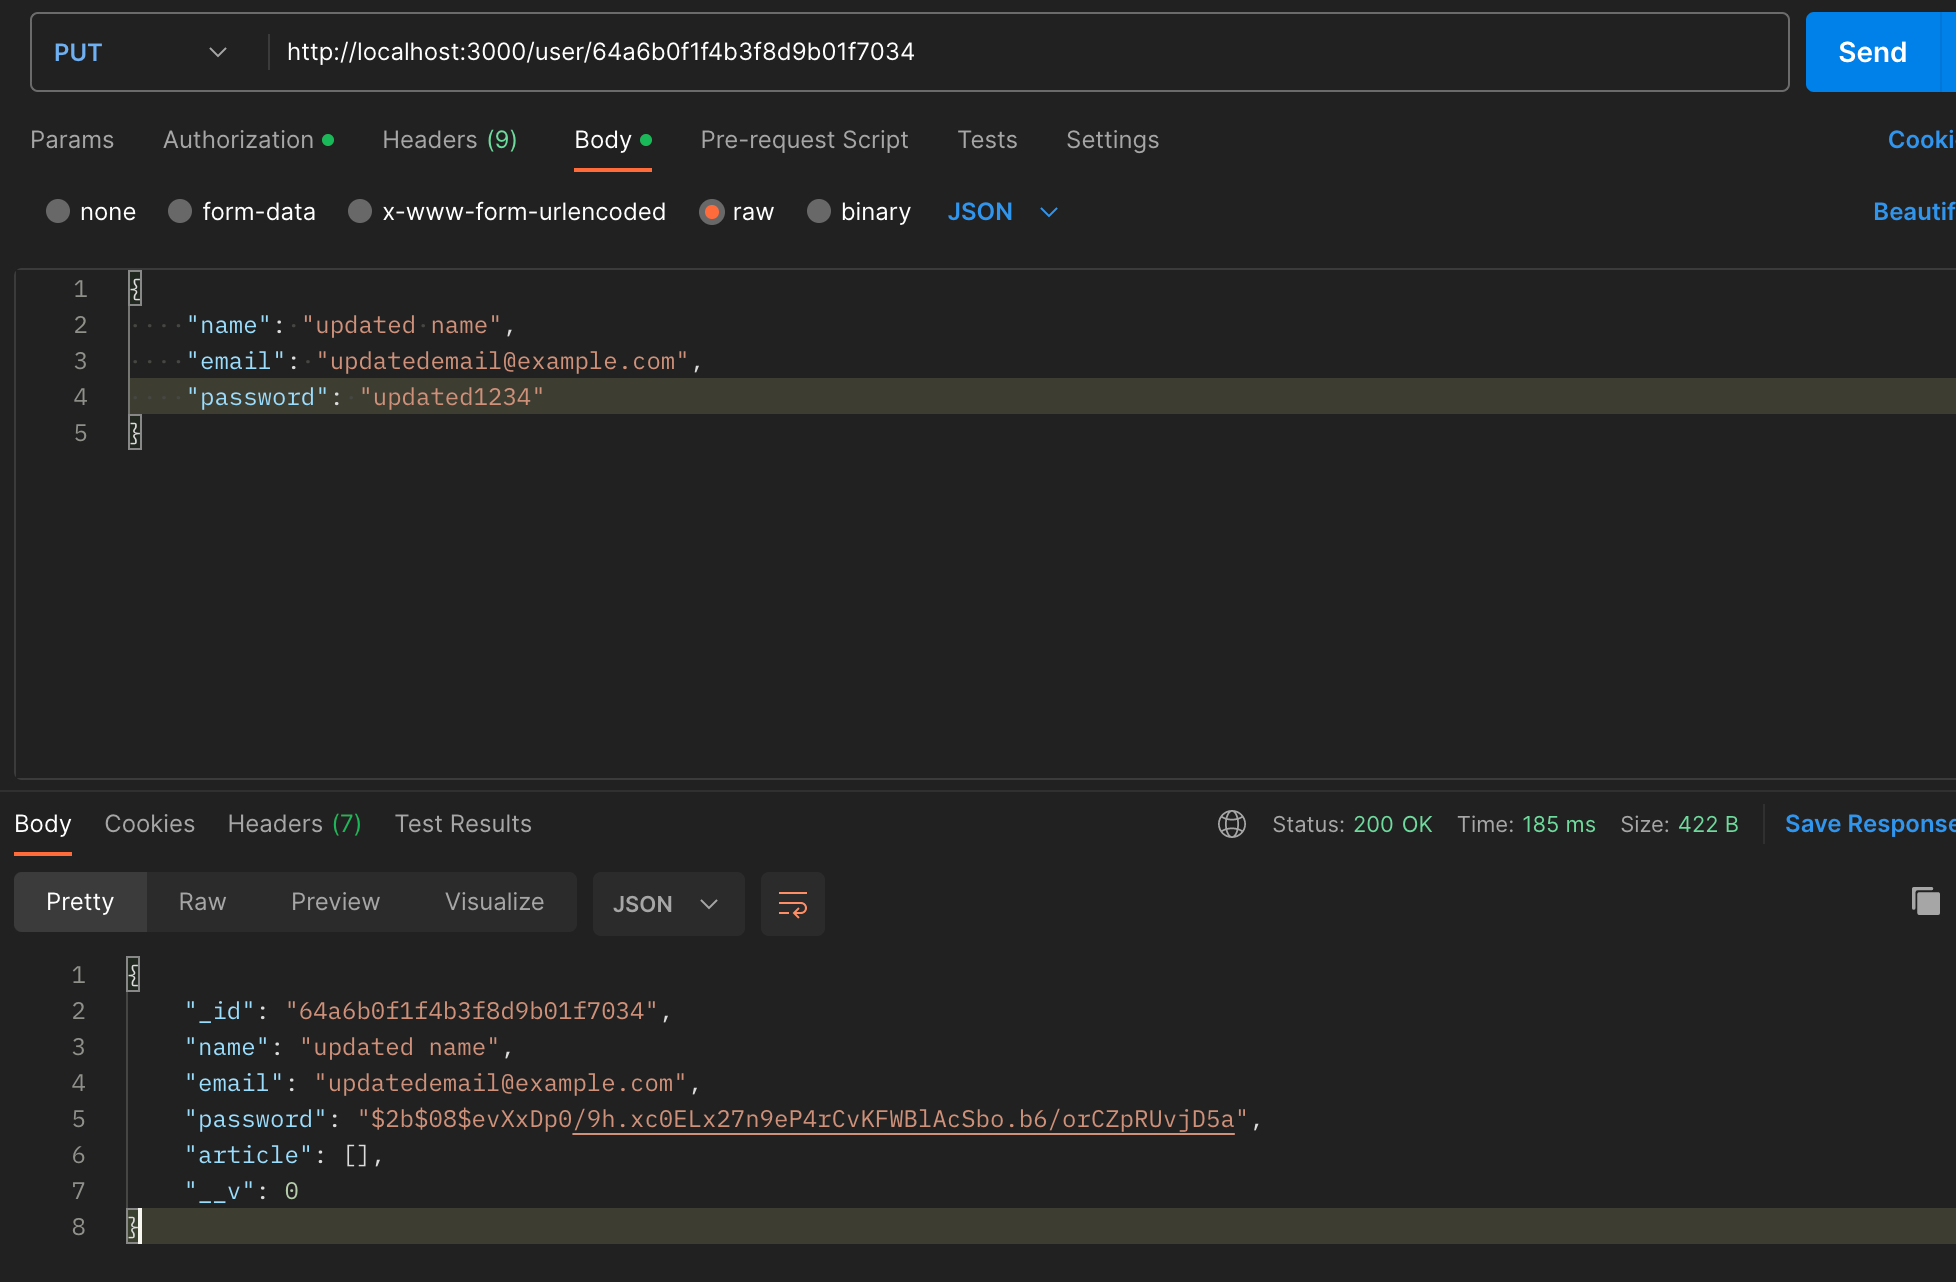 PUT http://localhost:3000/user/64a6b0f1f4b3f8d9b01f7034 Send
Params Authorization Headers (9) Body Pre-request Script Tests Settings Cooki
none form-data x-www-form-urlencoded raw binary JSON Beautif
1 {
2 "name": "updated name",
3 "email": "updatedemail@example.com",
4 "password": "updated1234"
5 }
Body Cookies Headers (7) Test Results Status: 200 OK Time: 185 ms Size: 422 B Save Response
Pretty Raw Preview Visualize JSON
1 {
2 "_id": "64a6b0f1f4b3f8d9b01f7034",
3 "name": "updated name",
4 "email": "updatedemail@example.com",
5 "password": "$2b$08$evXxDp0/9h.xc0ELx27n9eP4rCvKFWBlAcSbo.b6/orCZpRUvjD5a",
6 "article": [],
7 "__v": 0
8 }